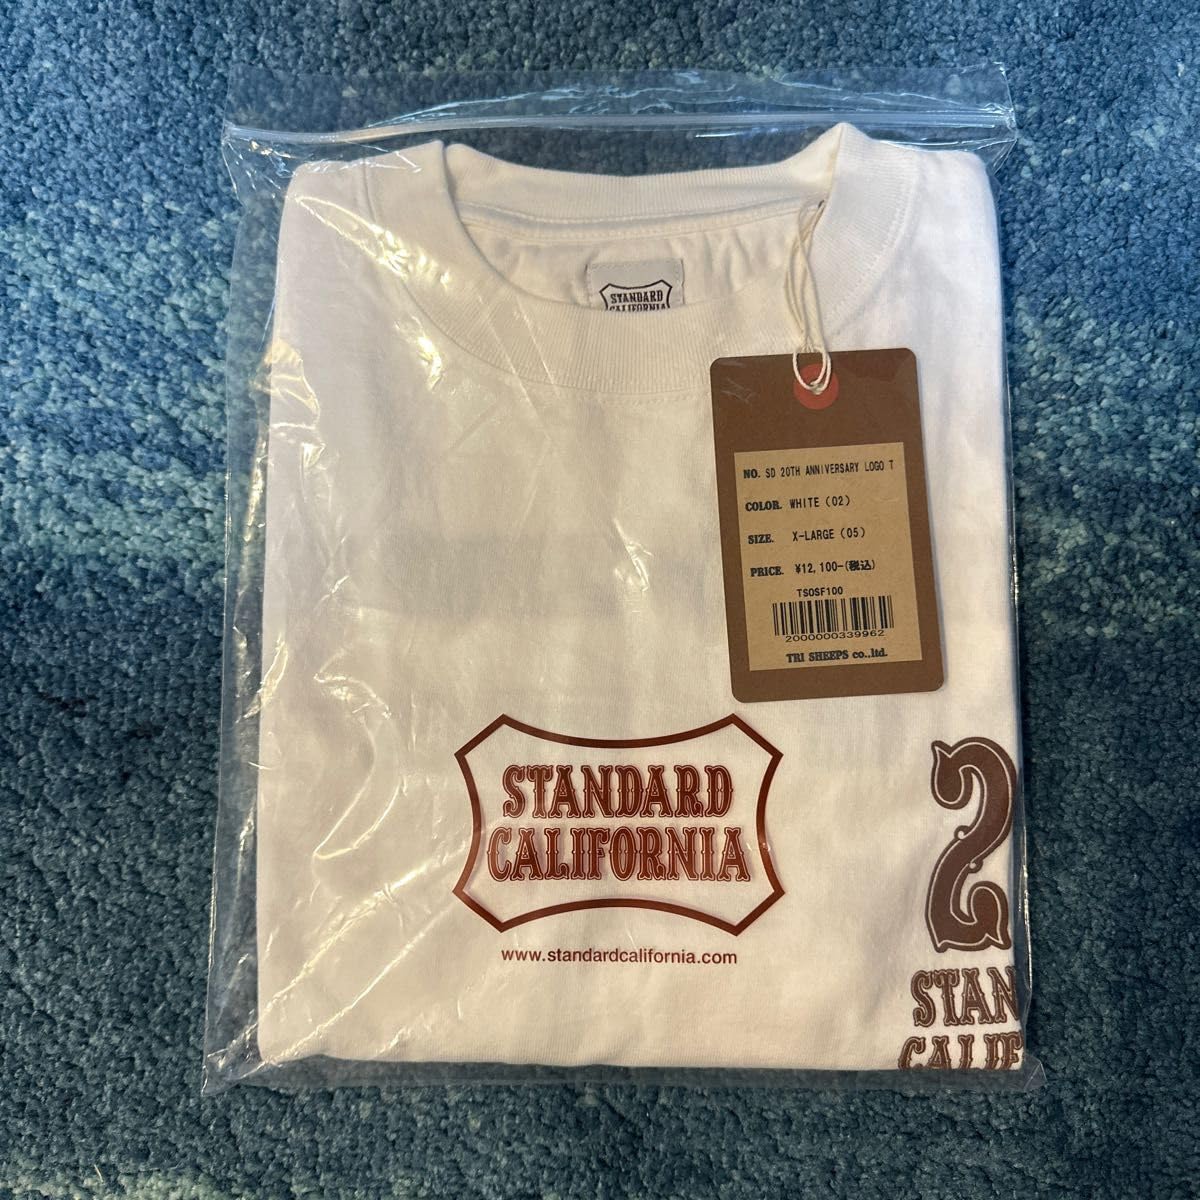 STANDARD
CALIFORNIA
NO. SD 20TH ANNIVERSARY LOGO T
COLOR. WHITE (02)
SIZE. X-LARGE (05)
PRICE. ¥12,100-(税込)
TSOSF100
2000000339962
TRI SHEEPS co.,ltd.
STANDARD
CALIFORNIA
www.standardcalifornia.com
2
STAN
CALIF